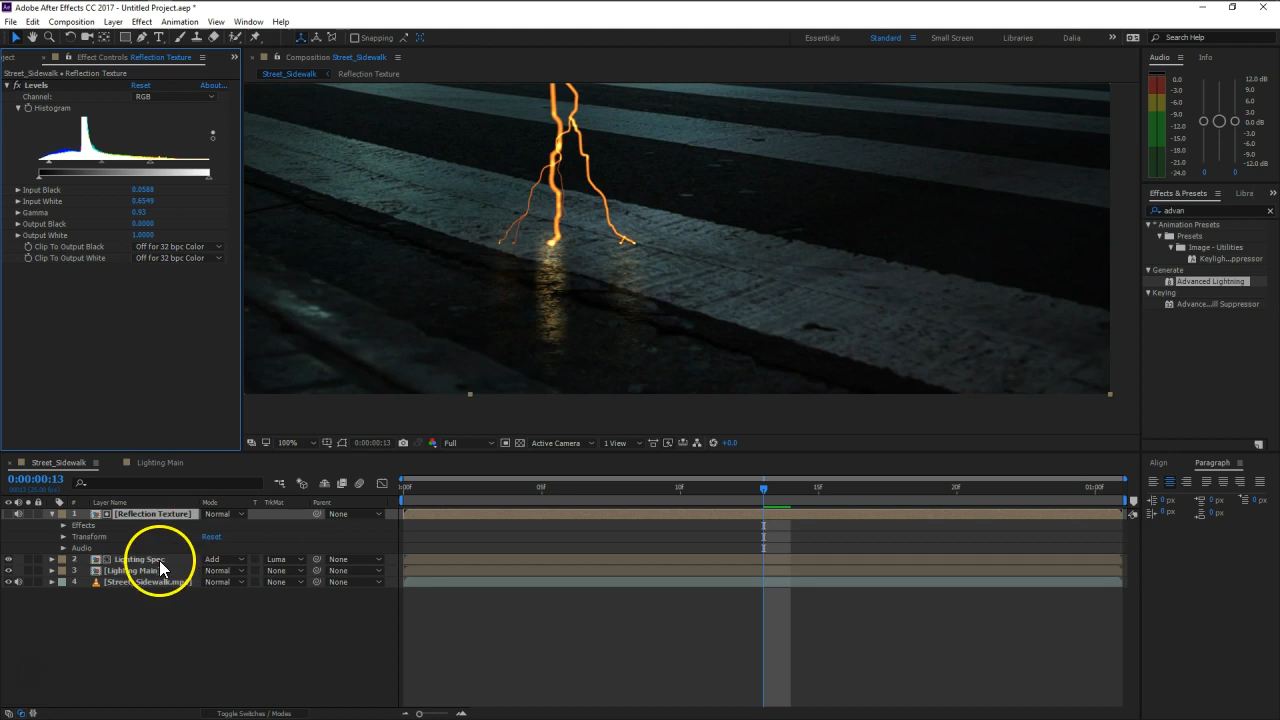 Adobe After Effects CC 2017 - Untitled Project.aep *
File Edit Composition Layer Effect Animation View Window Help
Snapping
Essentials Standard Small Screen Libraries Dalia Search Help
ject Effect Controls Reflection Texture
Composition Street_Sidewalk
Audio Info
Street_Sidewalk • Reflection Texture
Street_Sidewalk Reflection Texture
fx Levels Reset About...
Channel: RGB
Histogram
Input Black 0.0588
Input White 0.6549
Gamma 0.93
Output Black 0.0000
Output White 1.0000
Clip To Output Black Off for 32 bpc Color
Clip To Output White Off for 32 bpc Color
0.0 12.0 dB
-3.0 9.0
-6.0 6.0
-9.0 3.0
-12.0 0.0 dB
-15.0 -3.0
-18.0 -6.0
-21.0 -9.0
-24.0 -12.0 dB
0 0
Effects & Presets Libra
advan
* Animation Presets
Presets
Image - Utilities
Keyligh...ppressor
Generate
Advanced Lightning
Keying
Advance...ill Suppressor
100% 0:00:00:13 Full Active Camera 1 View +0.0
Street_Sidewalk Lighting Main
Align Paragraph
0:00:00:13
00013 (25.00 fps)
:00F 05F 10F 15F 20F 01:00F
# Layer Name Mode T TrkMat Parent
0 px 0 px 0 px
0 px 0 px
1 [Reflection Texture] Normal None
Effects
Transform Reset
Audio
2 Lighting Spec Add Luma None
3 [Lighting Main] Normal None None
4 [Street_Sidewalk.mp4] Normal None None
Toggle Switches / Modes